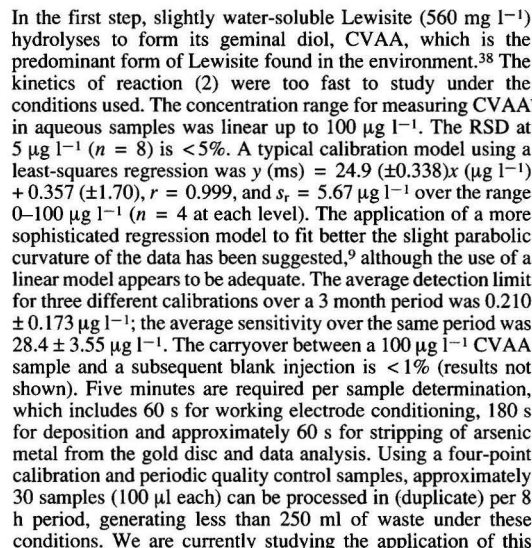 In the first step, slightly water-soluble Lewisite (560 mg l⁻¹)
hydrolyses to form its geminal diol, CVAA, which is the
predominant form of Lewisite found in the environment.³⁸ The
kinetics of reaction (2) were too fast to study under the
conditions used. The concentration range for measuring CVAA
in aqueous samples was linear up to 100 μg l⁻¹. The RSD at
5 μg l⁻¹ (n = 8) is <5%. A typical calibration model using a
least-squares regression was y (ms) = 24.9 (±0.338)x (μg l⁻¹)
+ 0.357 (±1.70), r = 0.999, and sᵣ = 5.67 μg l⁻¹ over the range
0–100 μg l⁻¹ (n = 4 at each level). The application of a more
sophisticated regression model to fit better the slight parabolic
curvature of the data has been suggested,⁹ although the use of a
linear model appears to be adequate. The average detection limit
for three different calibrations over a 3 month period was 0.210
± 0.173 μg l⁻¹; the average sensitivity over the same period was
28.4 ± 3.55 μg l⁻¹. The carryover between a 100 μg l⁻¹ CVAA
sample and a subsequent blank injection is <1% (results not
shown). Five minutes are required per sample determination,
which includes 60 s for working electrode conditioning, 180 s
for deposition and approximately 60 s for stripping of arsenic
metal from the gold disc and data analysis. Using a four-point
calibration and periodic quality control samples, approximately
30 samples (100 μl each) can be processed in (duplicate) per 8
h period, generating less than 250 ml of waste under these
conditions. We are currently studying the application of this